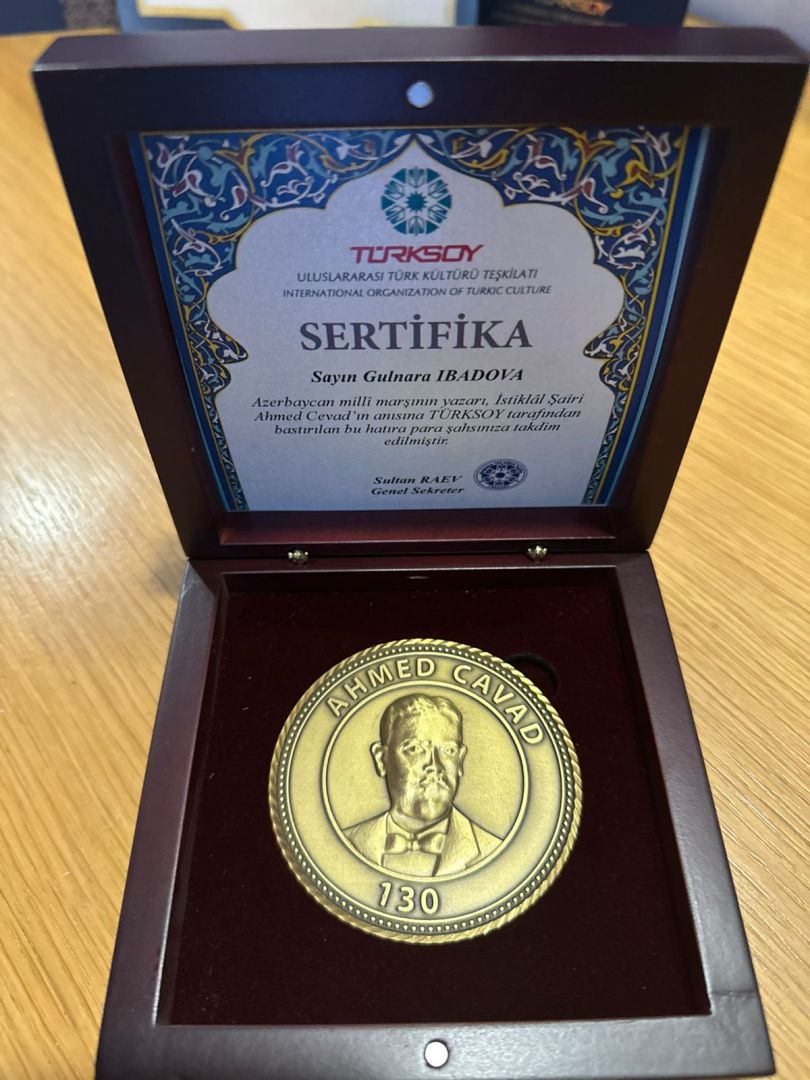 TÜRKSOY
TÜRKSOY
ULUSLARARASI TÜRK KÜLTÜRÜ TEŞKİLATI
INTERNATIONAL ORGANIZATION OF TURKIC CULTURE
SERTİFİKA
Sayın Gulnara IBADOVA
Azerbaycan milli marşının yazarı, İstiklâl Şairi
Ahmed Cevad'ın anısına TÜRKSOY tarafından
bastırılan bu hatıra para şahsınıza takdim
edilmiştir.
Sultan RAEV
Genel Sekreter
AHMED CAVAD
130